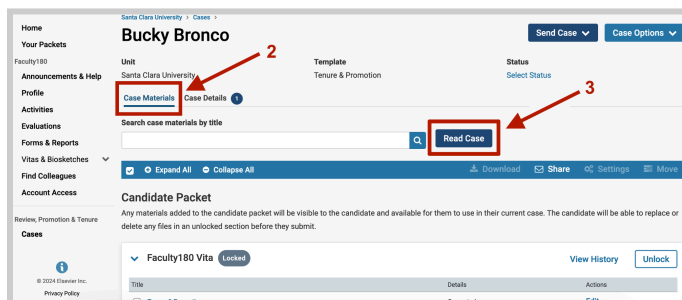 Santa Clara University > Cases >
Bucky Bronco
Send Case
Case Options
Home
Your Packets
Faculty180
Announcements & Help
Profile
Activities
Evaluations
Forms & Reports
Vitas & Biosketches
Find Colleagues
Account Access
Review, Promotion & Tenure
Cases
© 2024 Elsevier Inc.
Privacy Policy
Unit
Template
Status
Santa Clara University
Tenure & Promotion
Select Status
2
Case Materials
Case Details 1
3
Search case materials by title
Read Case
Expand All
Collapse All
Download
Share
Settings
Move
Candidate Packet
Any materials added to the candidate packet will be visible to the candidate and available for them to use in their current case. The candidate will be able to replace or
delete any files in an unlocked section before they submit.
Faculty180 Vita
Locked
View History
Unlock
Title
Details
Actions